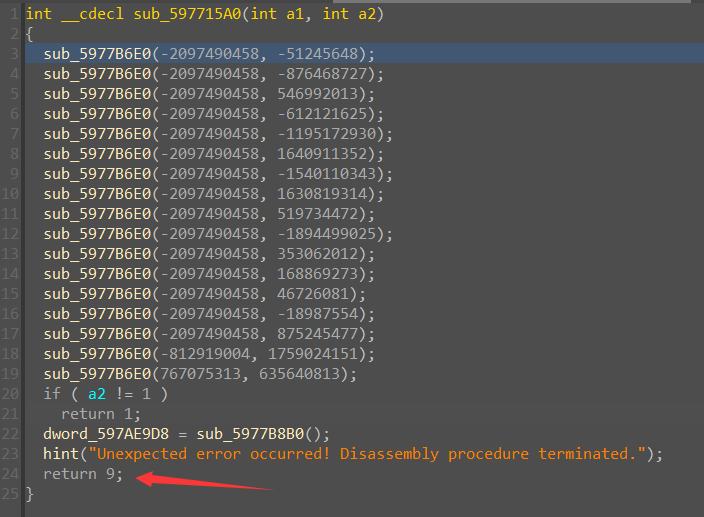 1 int __cdecl sub_597715A0(int a1, int a2)
2 {
3 sub_5977B6E0(-2097490458, -51245648);
4 sub_5977B6E0(-2097490458, -876468727);
5 sub_5977B6E0(-2097490458, 546992013);
6 sub_5977B6E0(-2097490458, -612121625);
7 sub_5977B6E0(-2097490458, -1195172930);
8 sub_5977B6E0(-2097490458, 1640911352);
9 sub_5977B6E0(-2097490458, -1540110343);
10 sub_5977B6E0(-2097490458, 1630819314);
11 sub_5977B6E0(-2097490458, 519734472);
12 sub_5977B6E0(-2097490458, -1894499025);
13 sub_5977B6E0(-2097490458, 353062012);
14 sub_5977B6E0(-2097490458, 168869273);
15 sub_5977B6E0(-2097490458, 46726081);
16 sub_5977B6E0(-2097490458, -18987554);
17 sub_5977B6E0(-2097490458, 875245477);
18 sub_5977B6E0(-812919004, 1759024151);
19 sub_5977B6E0(767075313, 635640813);
20 if ( a2 != 1 )
21 return 1;
22 dword_597AE9D8 = sub_5977B8B0();
23 hint("Unexpected error occurred! Disassembly procedure terminated.");
24 return 9;
25 }